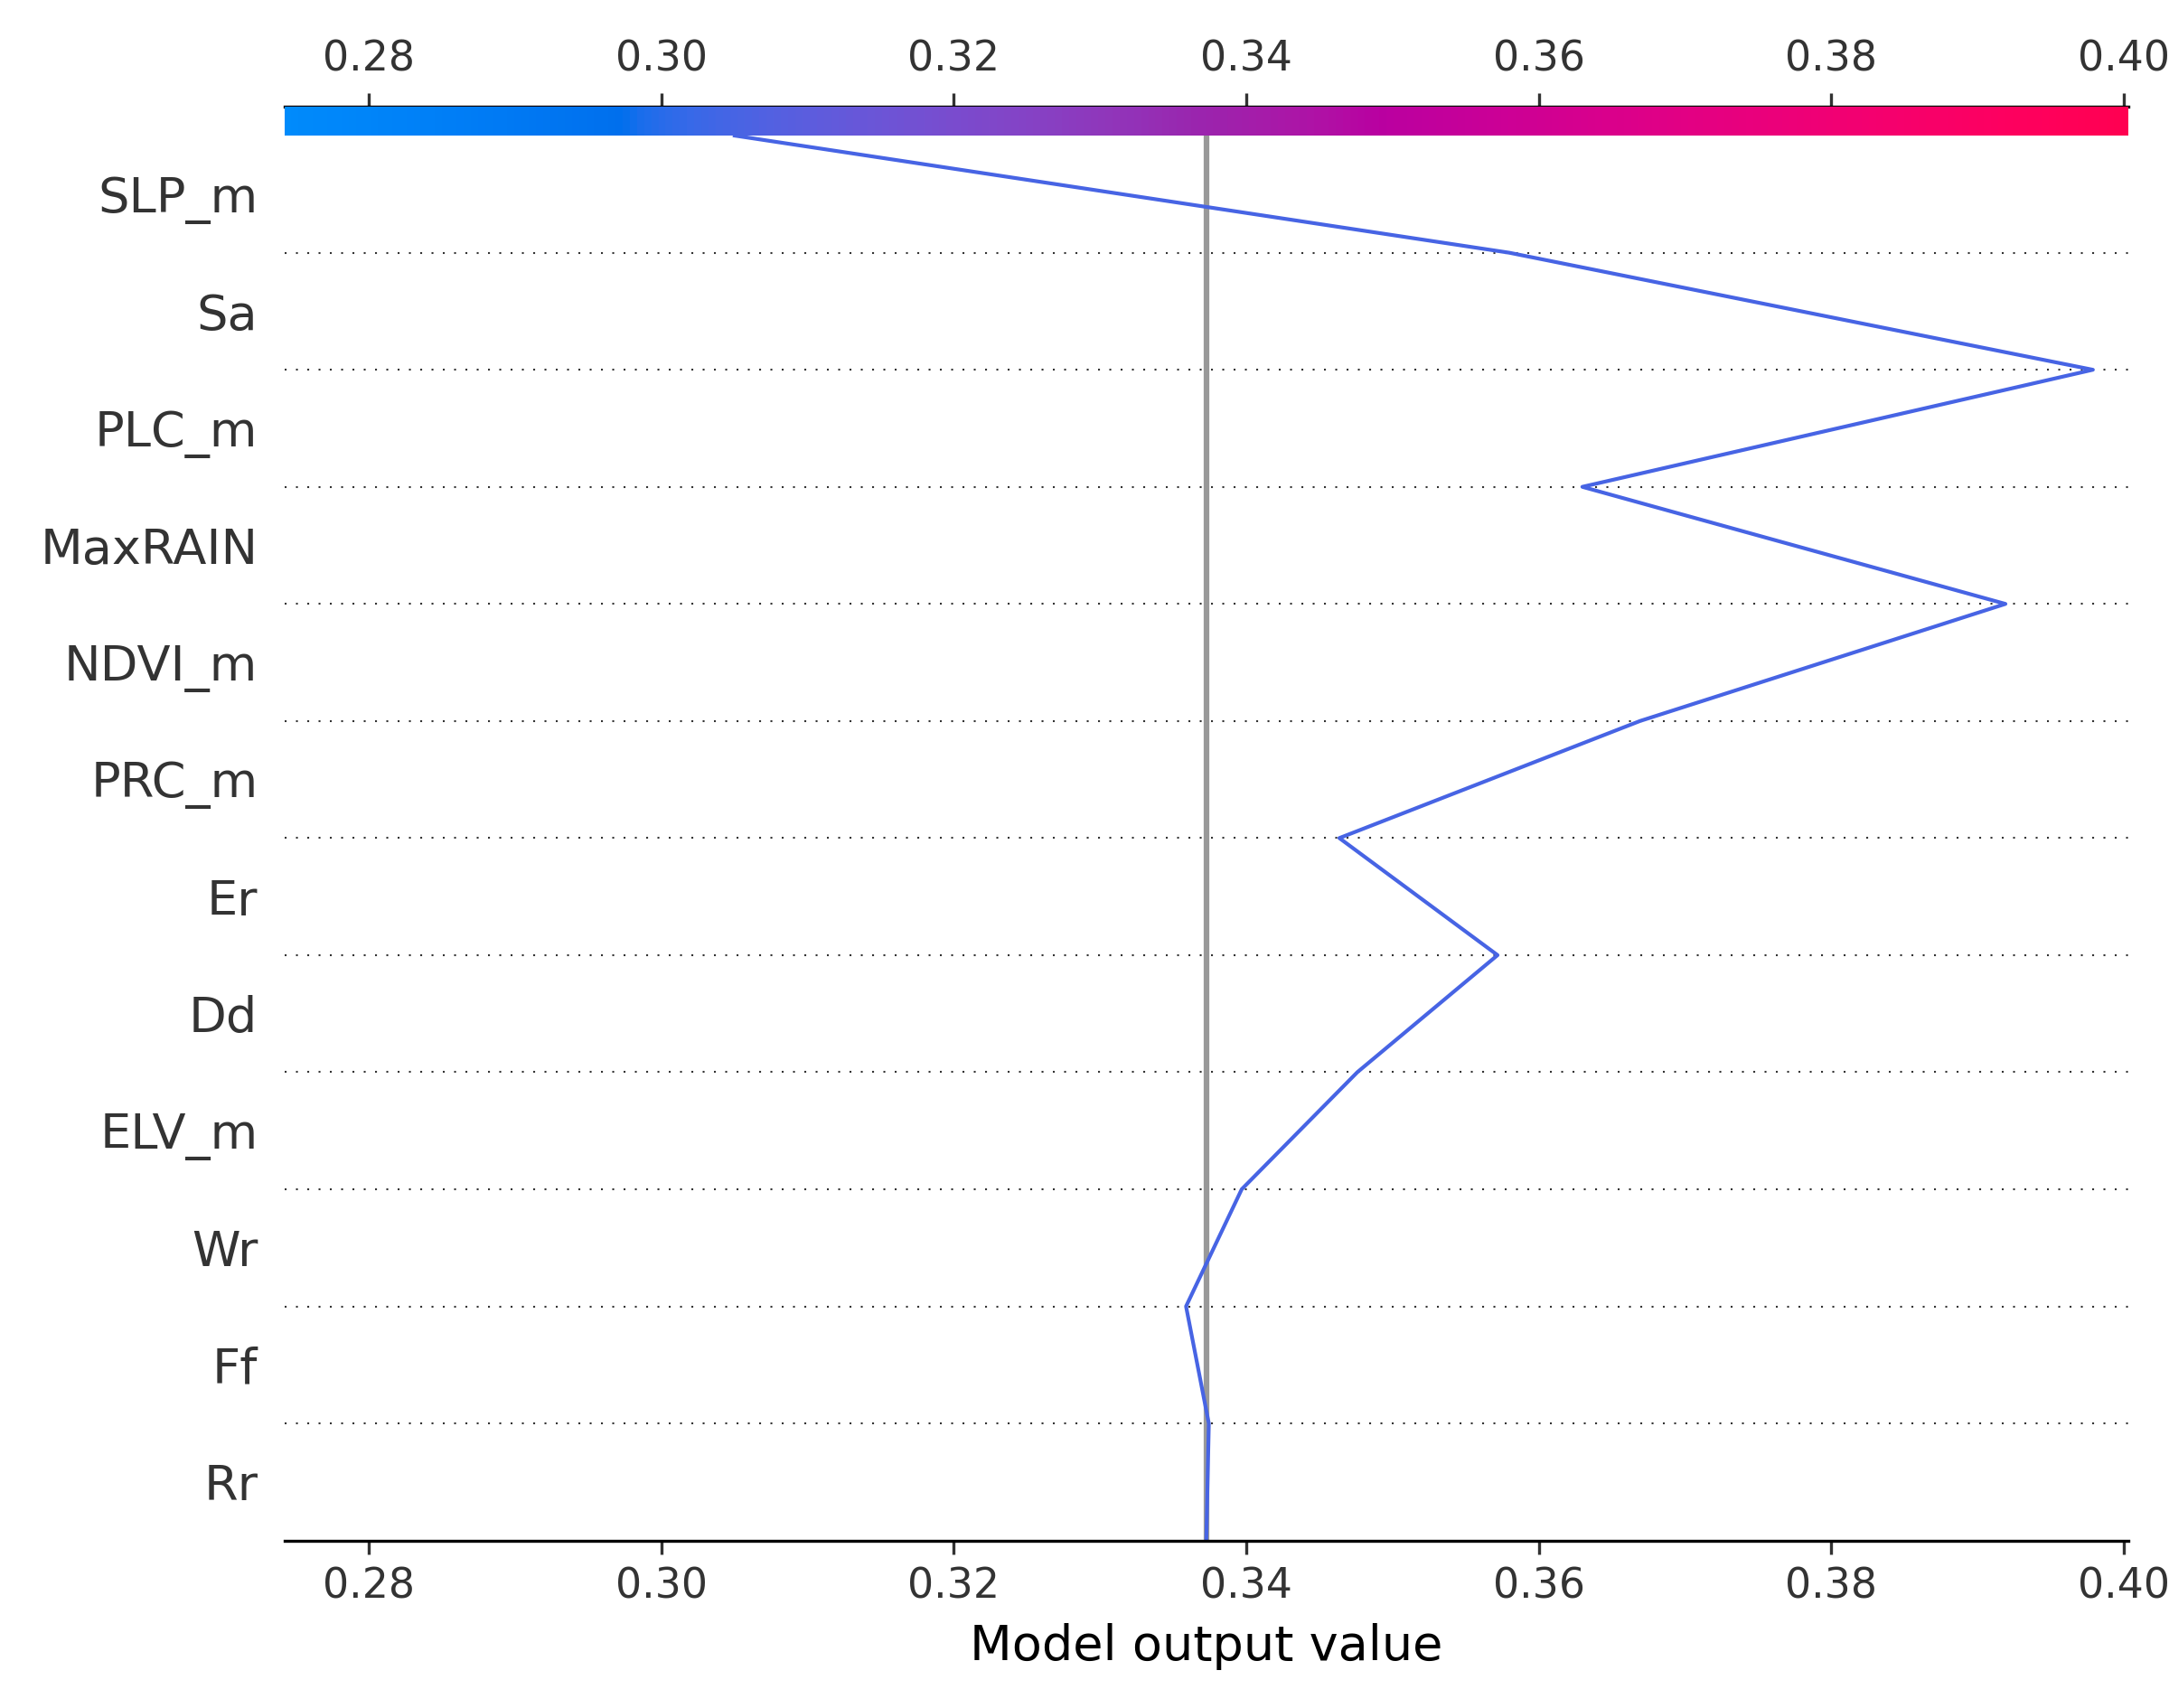 0.28 0.30 0.32 0.34 0.36 0.38 0.40
SLP_m
Sa
PLC_m
MaxRAIN
NDVI_m
PRC_m
Er
Dd
ELV_m
Wr
Ff
Rr
0.28 0.30 0.32 0.34 0.36 0.38 0.40
Model output value